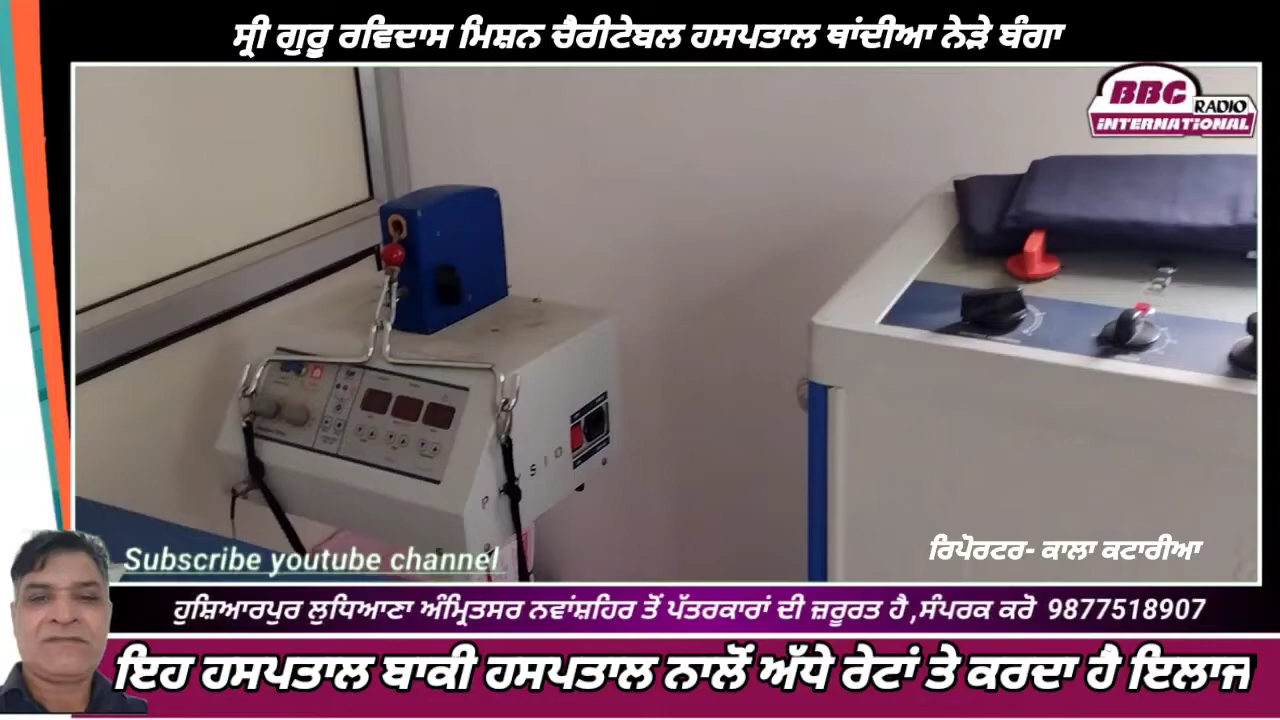 ਸ੍ਰੀ ਗੁਰੂ ਰਵਿਦਾਸ ਮਿਸ਼ਨ ਚੈਰੀਟੇਬਲ ਹਸਪਤਾਲ ਥਾਂਦੀਆ ਨੇੜੇ ਬੰਗਾ
BBC
RADIO
INTERNATIONAL
P Y S I O
Subscribe youtube channel
ਰਿਪੋਰਟਰ- ਕਾਲਾ ਕਟਾਰੀਆ
ਹੁਸ਼ਿਆਰਪੁਰ ਲੁਧਿਆਣਾ ਅੰਮ੍ਰਿਤਸਰ ਨਵਾਂਸ਼ਹਿਰ ਤੋਂ ਪੱਤਰਕਾਰਾਂ ਦੀ ਜ਼ਰੂਰਤ ਹੈ ,ਸੰਪਰਕ ਕਰੋ 9877518907
ਇਹ ਹਸਪਤਾਲ ਬਾਕੀ ਹਸਪਤਾਲ ਨਾਲੋਂ ਅੱਧੇ ਰੇਟਾਂ ਤੇ ਕਰਦਾ ਹੈ ਇਲਾਜ